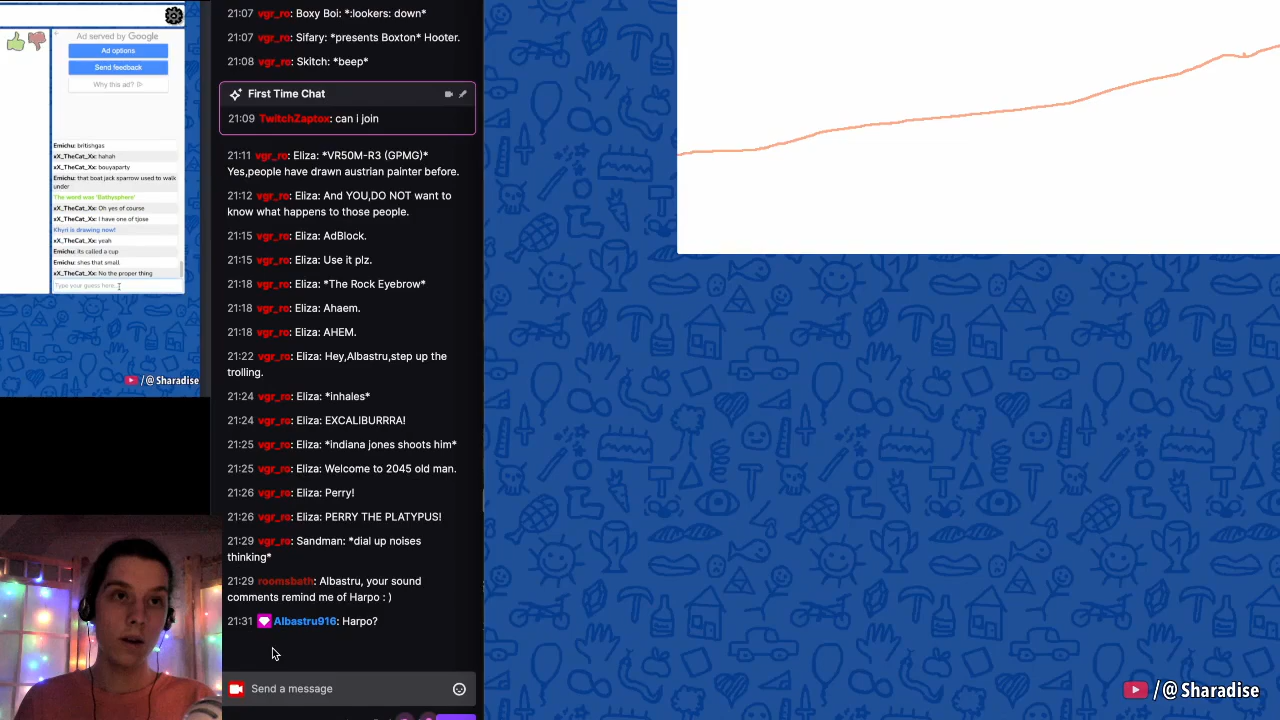 Ad served by Google
Ad options
Send feedback
Why this ad?
Emichu: britishgas
xX_TheCat_Xx: hahah
xX_TheCat_Xx: bouyaparty
Emichu: that boat jack sparrow used to walk
under
The word was 'Bathysphere'
xX_TheCat_Xx: Oh yes of course
xX_TheCat_Xx: I have one of tjose
Khyri is drawing now!
xX_TheCat_Xx: yeah
Emichu: its called a cup
Emichu: shes that small
xX_TheCat_Xx: No the proper thing
Type your guess here...
/@Sharadise
21:07 vgr_ro: Boxy Boi: *bokers: down*
21:07 vgr_ro: Sifary: *presents Boxton* Hooter.
21:08 vgr_ro: Skitch: *beep*
First Time Chat
21:09 TwitchZaptox: can i join
21:11 vgr_ro: Eliza: *VR50M-R3 (GPMG)*
Yes,people have drawn austrian painter before.
21:12 vgr_ro: Eliza: And YOU,DO NOT want to
know what happens to those people.
21:15 vgr_ro: Eliza: AdBlock.
21:15 vgr_ro: Eliza: Use it plz.
21:18 vgr_ro: Eliza: *The Rock Eyebrow*
21:18 vgr_ro: Eliza: Ahaem.
21:18 vgr_ro: Eliza: AHEM.
21:22 vgr_ro: Eliza: Hey,Albastru,step up the
trolling.
21:24 vgr_ro: Eliza: *inhales*
21:24 vgr_ro: Eliza: EXCALIBURRRA!
21:25 vgr_ro: Eliza: *indiana jones shoots him*
21:25 vgr_ro: Eliza: Welcome to 2045 old man.
21:26 vgr_ro: Eliza: Perry!
21:26 vgr_ro: Eliza: PERRY THE PLATYPUS!
21:29 vgr_ro: Sandman: *dial up noises
thinking*
21:29 roomsbath: Albastru, your sound
comments remind me of Harpo : )
21:31 Albastru916: Harpo?
Send a message
/@Sharadise